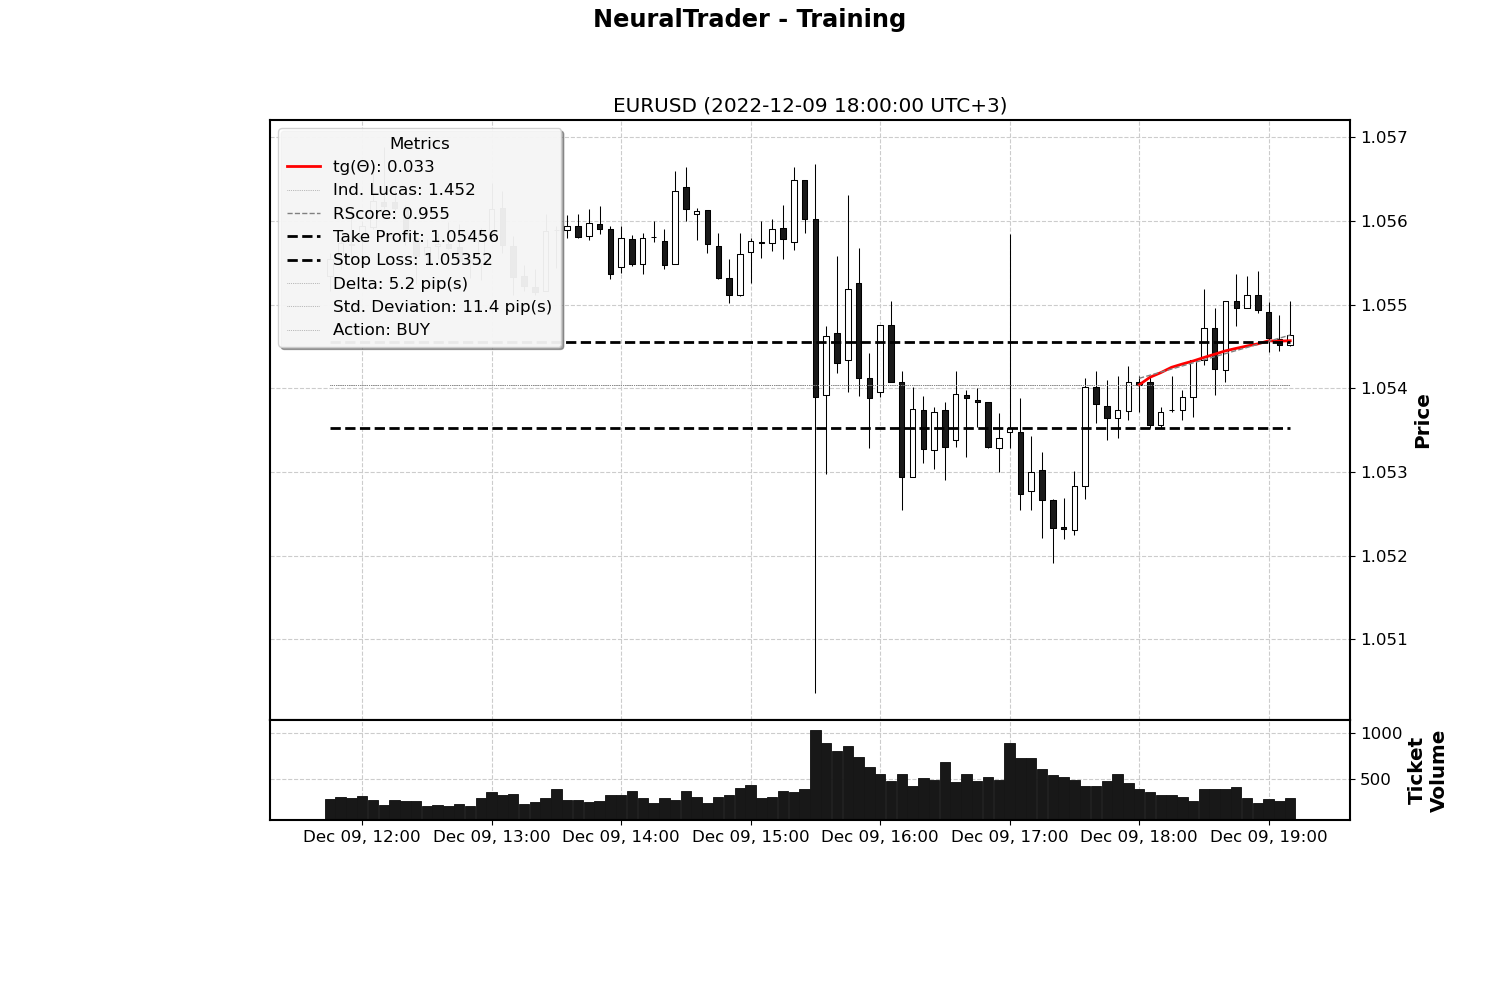 NeuralTrader - Training
EURUSD (2022-12-09 18:00:00 UTC+3)
Metrics
tg(Θ): 0.033
Ind. Lucas: 1.452
RScore: 0.955
Take Profit: 1.05456
Stop Loss: 1.05352
Delta: 5.2 pip(s)
Std. Deviation: 11.4 pip(s)
Action: BUY
1.057
1.056
1.055
1.054
1.053
1.052
1.051
Price
1000
500
Ticket
Volume
Dec 09, 12:00
Dec 09, 13:00
Dec 09, 14:00
Dec 09, 15:00
Dec 09, 16:00
Dec 09, 17:00
Dec 09, 18:00
Dec 09, 19:00